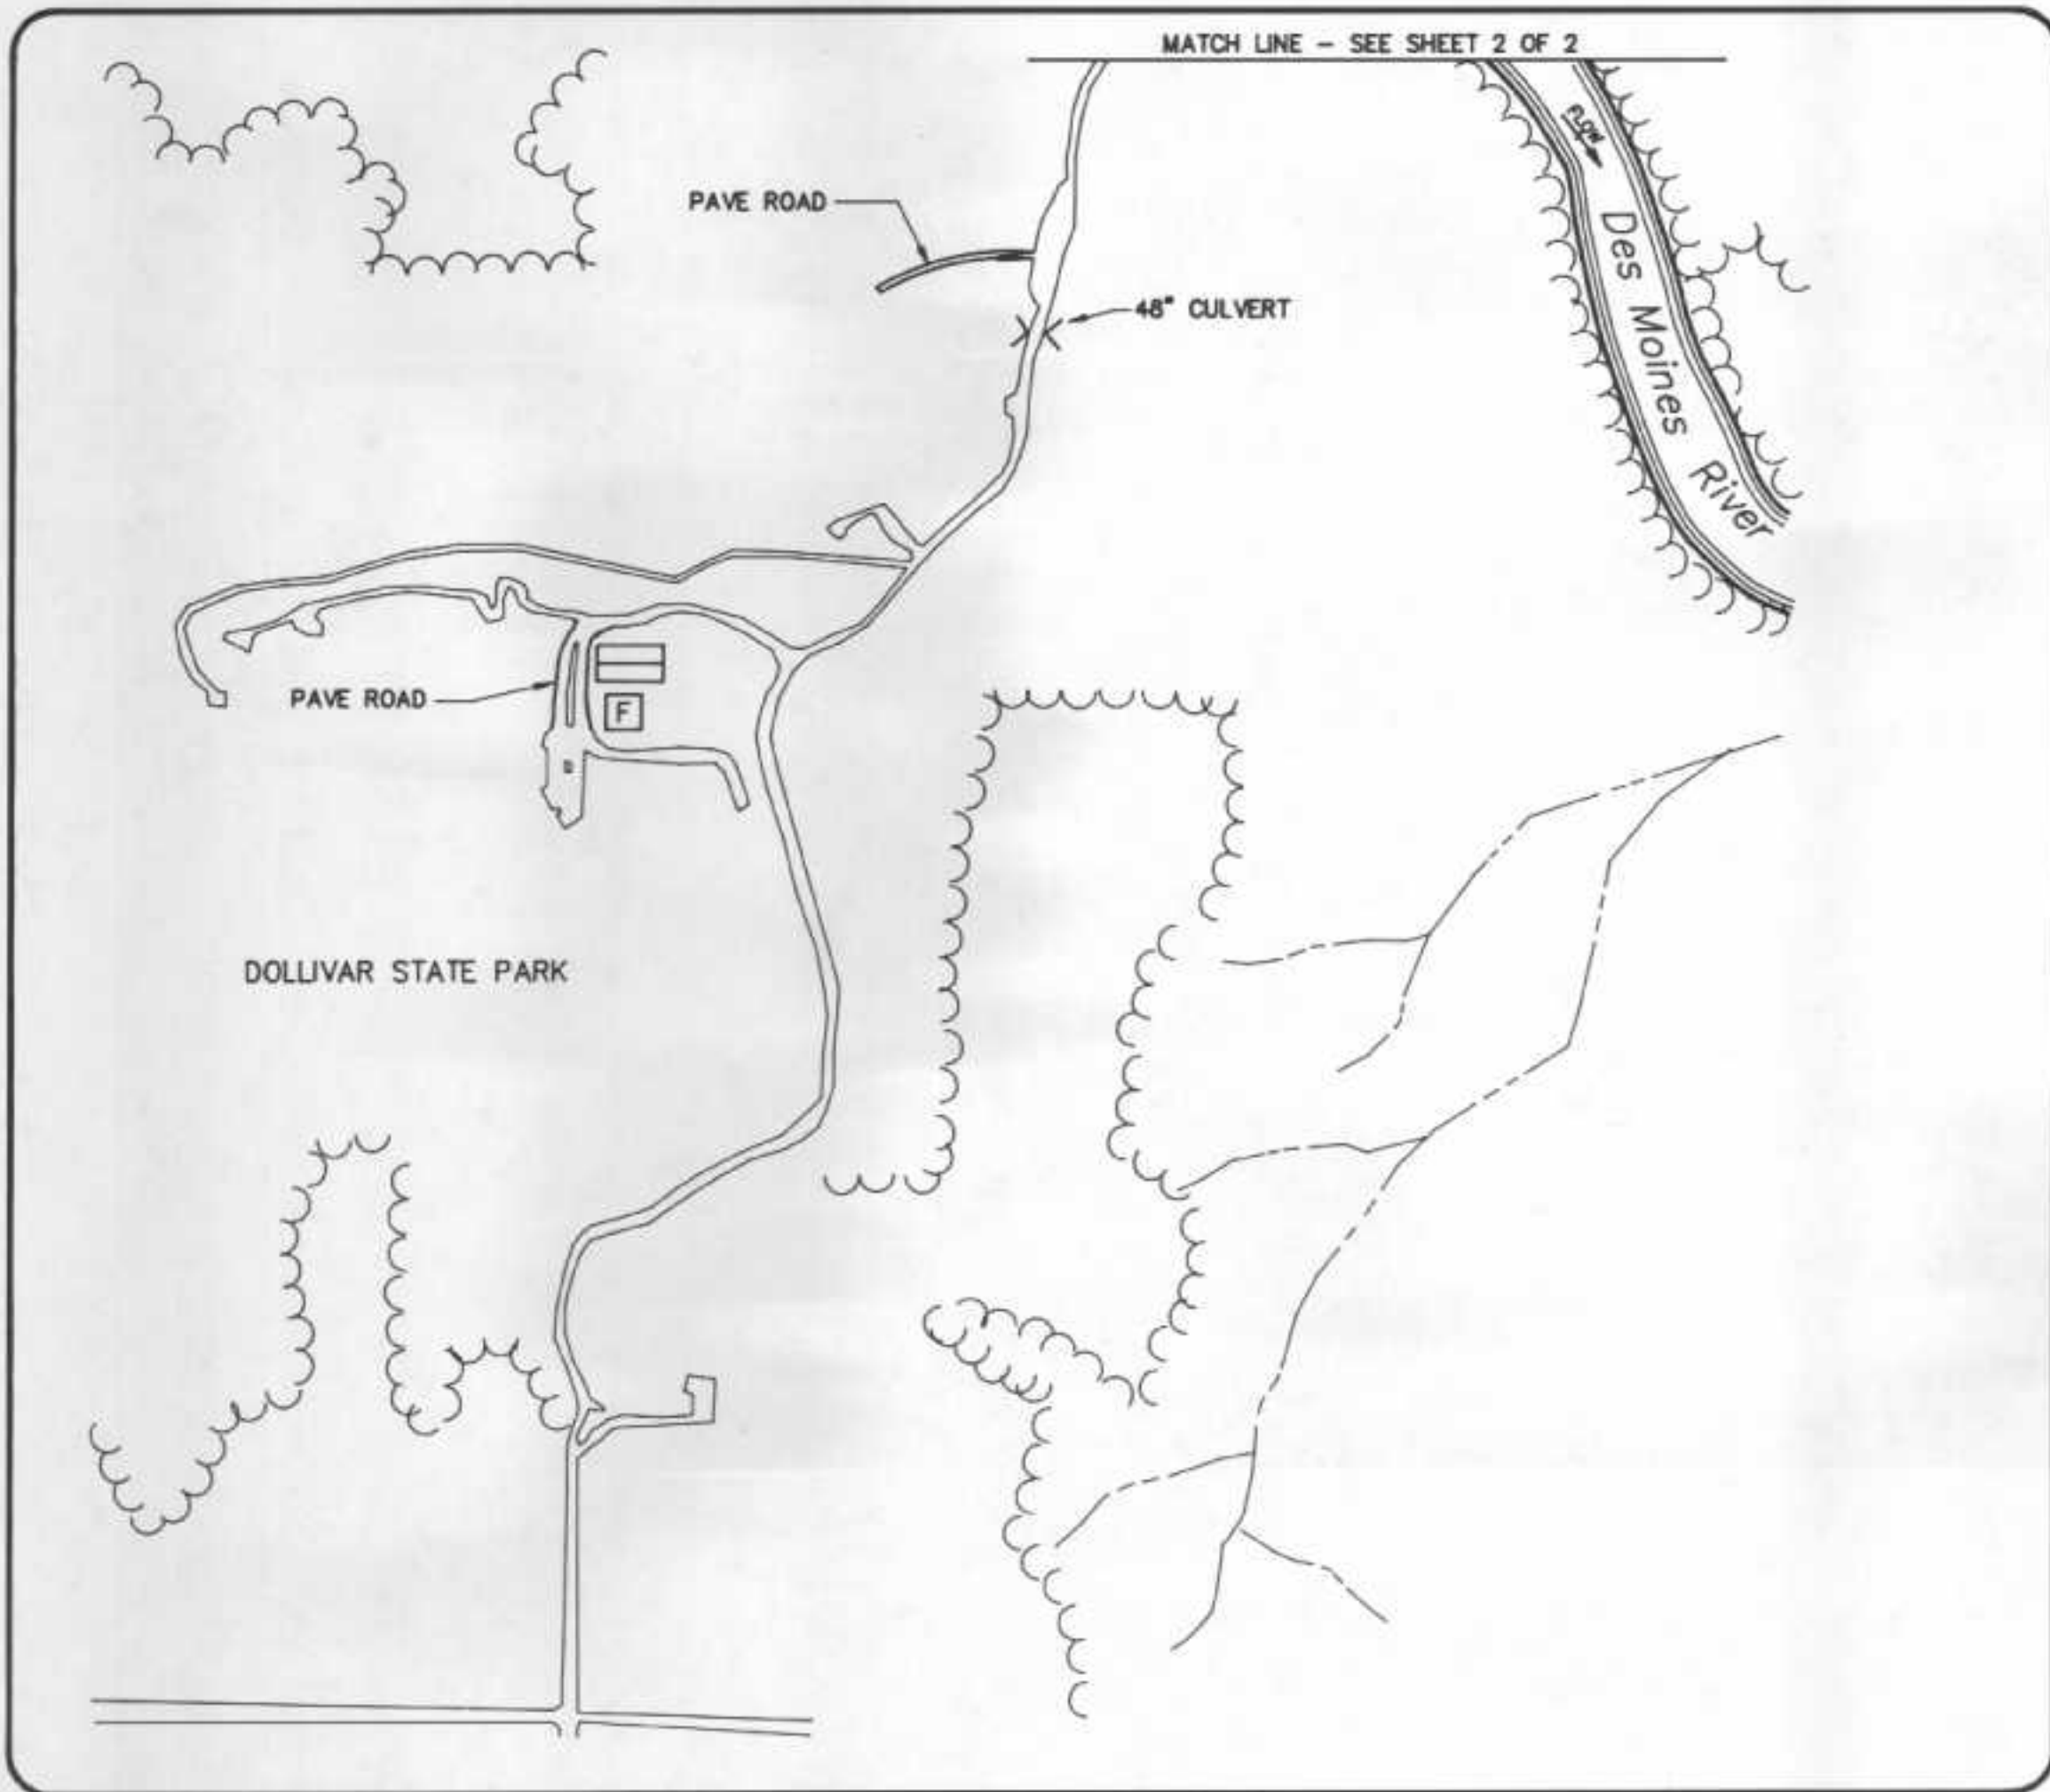 MATCH LINE – SEE SHEET 2 OF 2
FLOW
PAVE ROAD
Des Moines River
48" CULVERT
PAVE ROAD
F
DOLLIVAR STATE PARK